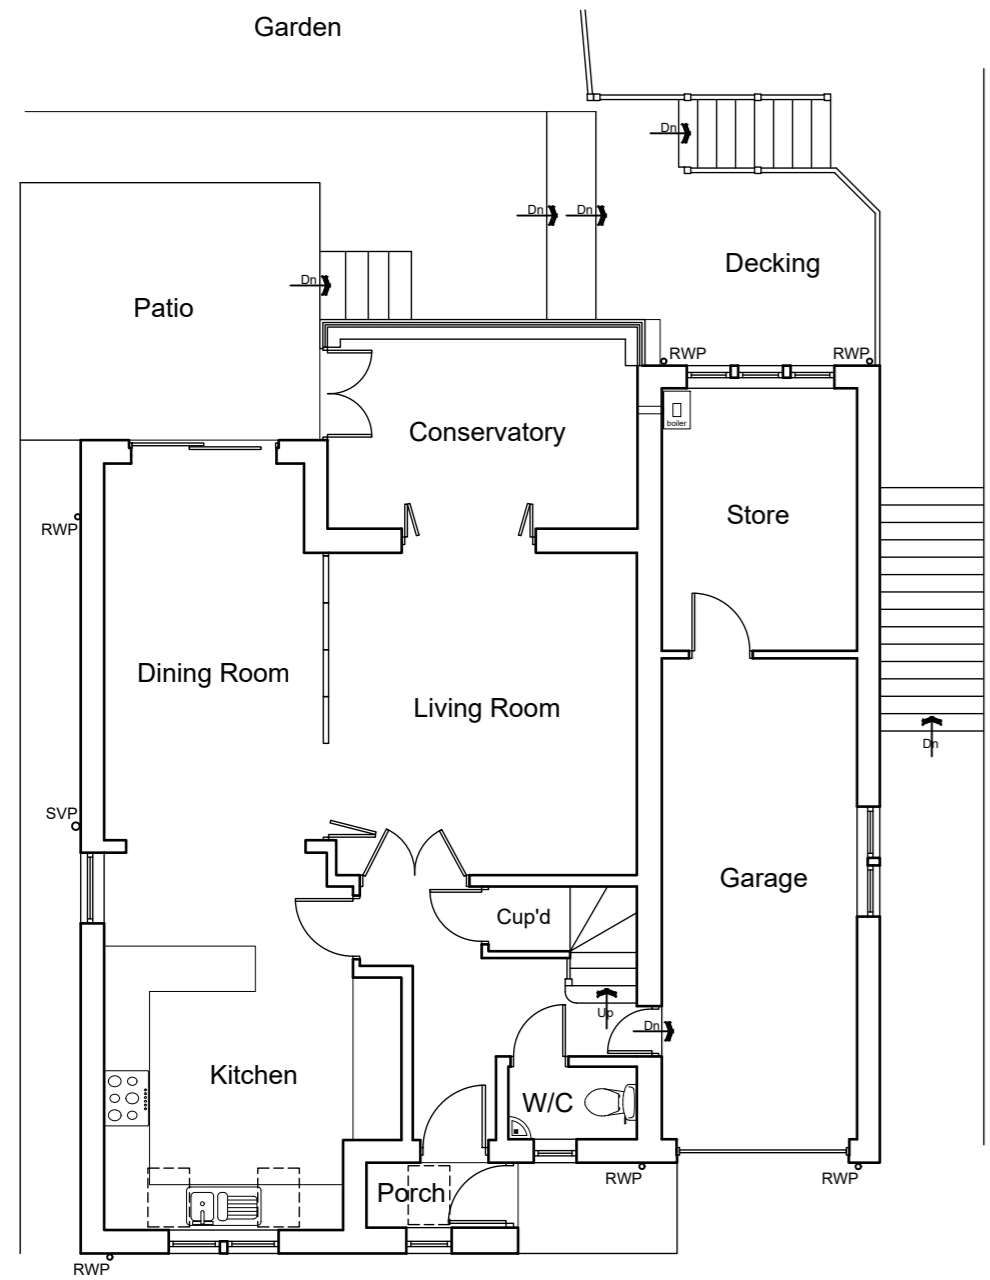 Garden
Dn
Dn
Dn
Decking
Dn
Patio
RWP
RWP
boiler
Conservatory
Store
RWP
Dining Room
Living Room
Dn
SVP
Garage
Cup'd
Up
Dn
Kitchen
W/C
Porch
RWP
RWP
RWP